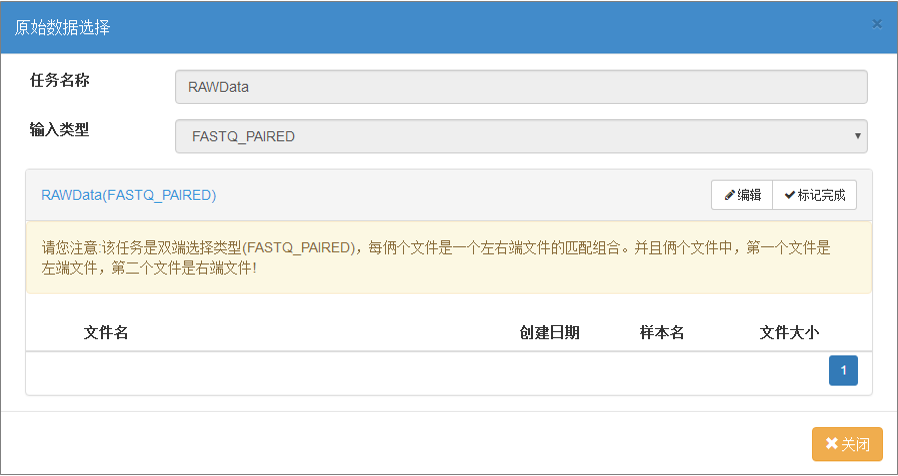 原始数据选择 ×
任务名称 RAWData
输入类型 FASTQ_PAIRED
RAWData(FASTQ_PAIRED) 编辑 标记完成
请您注意:该任务是双端选择类型(FASTQ_PAIRED)，每俩个文件是一个左右端文件的匹配组合。并且俩个文件中，第一个文件是
左端文件，第二个文件是右端文件!
文件名 创建日期 样本名 文件大小
1
关闭